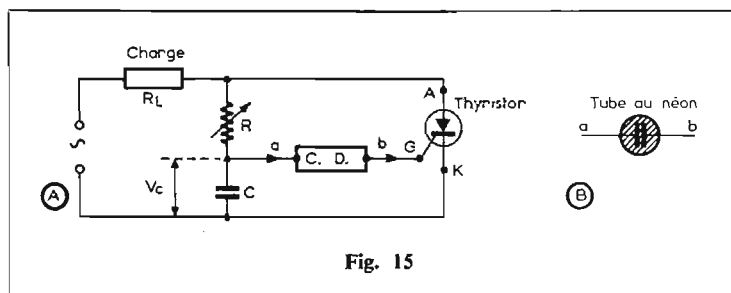 Charge
RL
R
a
C. D.
b
G
A
Thyristor
K
Vc
C
A
Tube au néon
a
b
B
Fig. 15